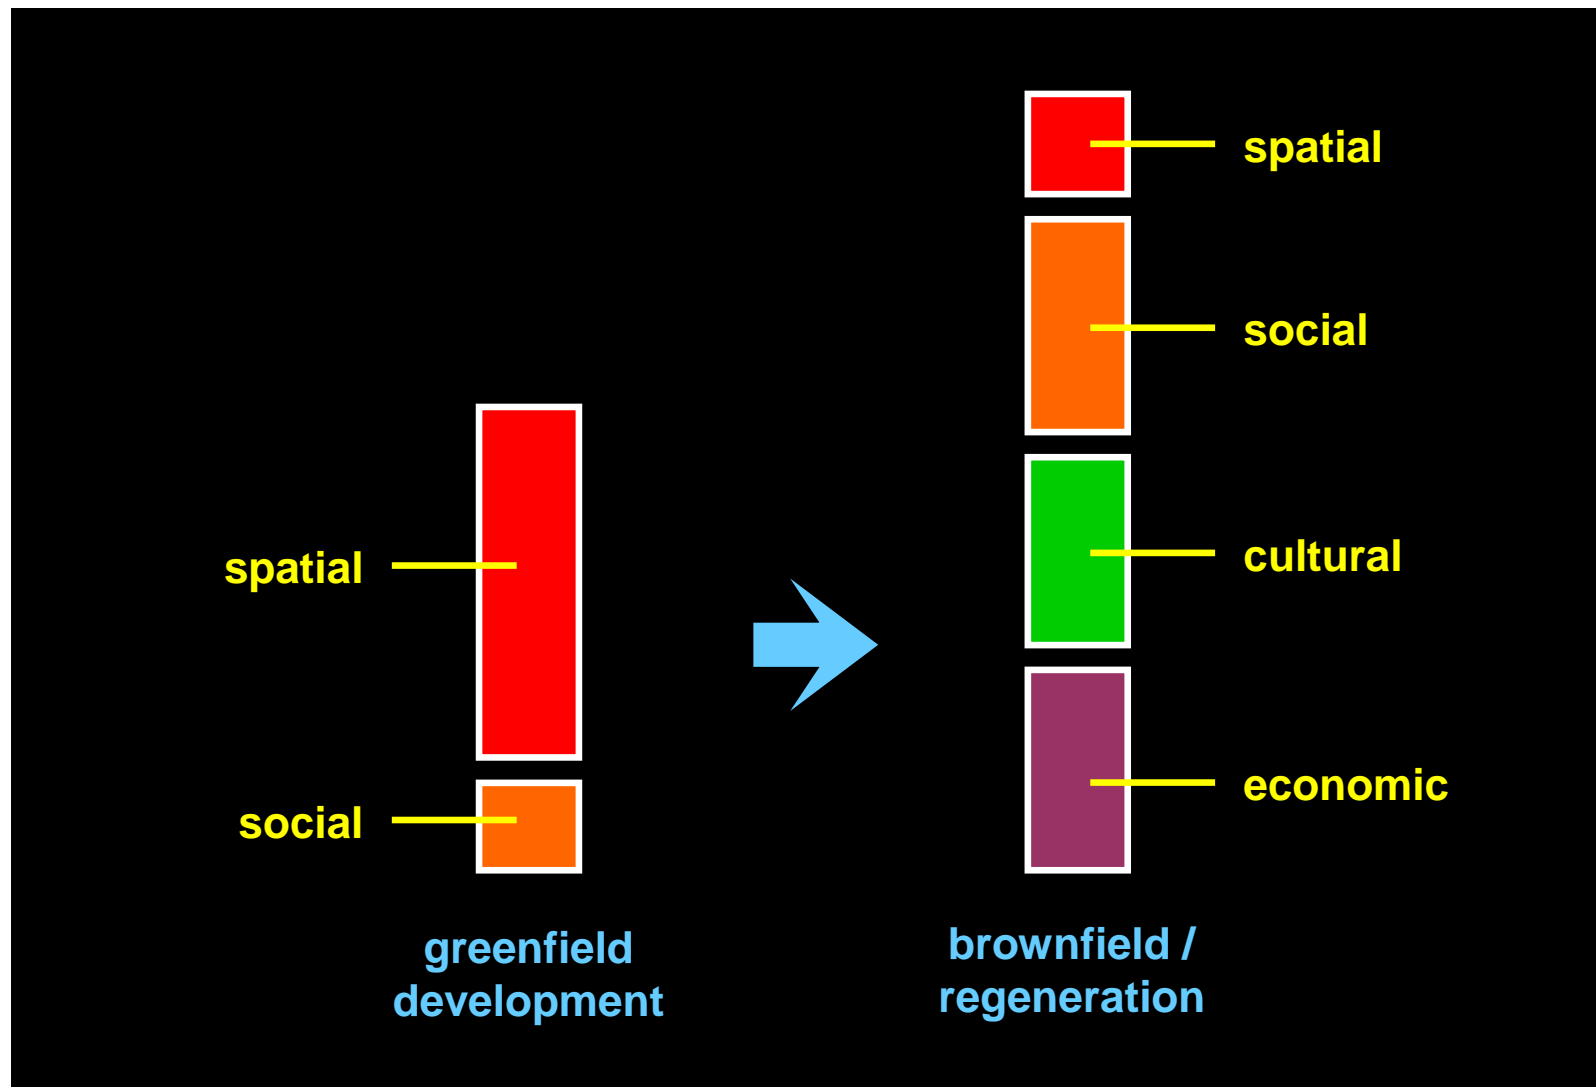 spatial
social
greenfield
development
spatial
social
cultural
economic
brownfield /
regeneration